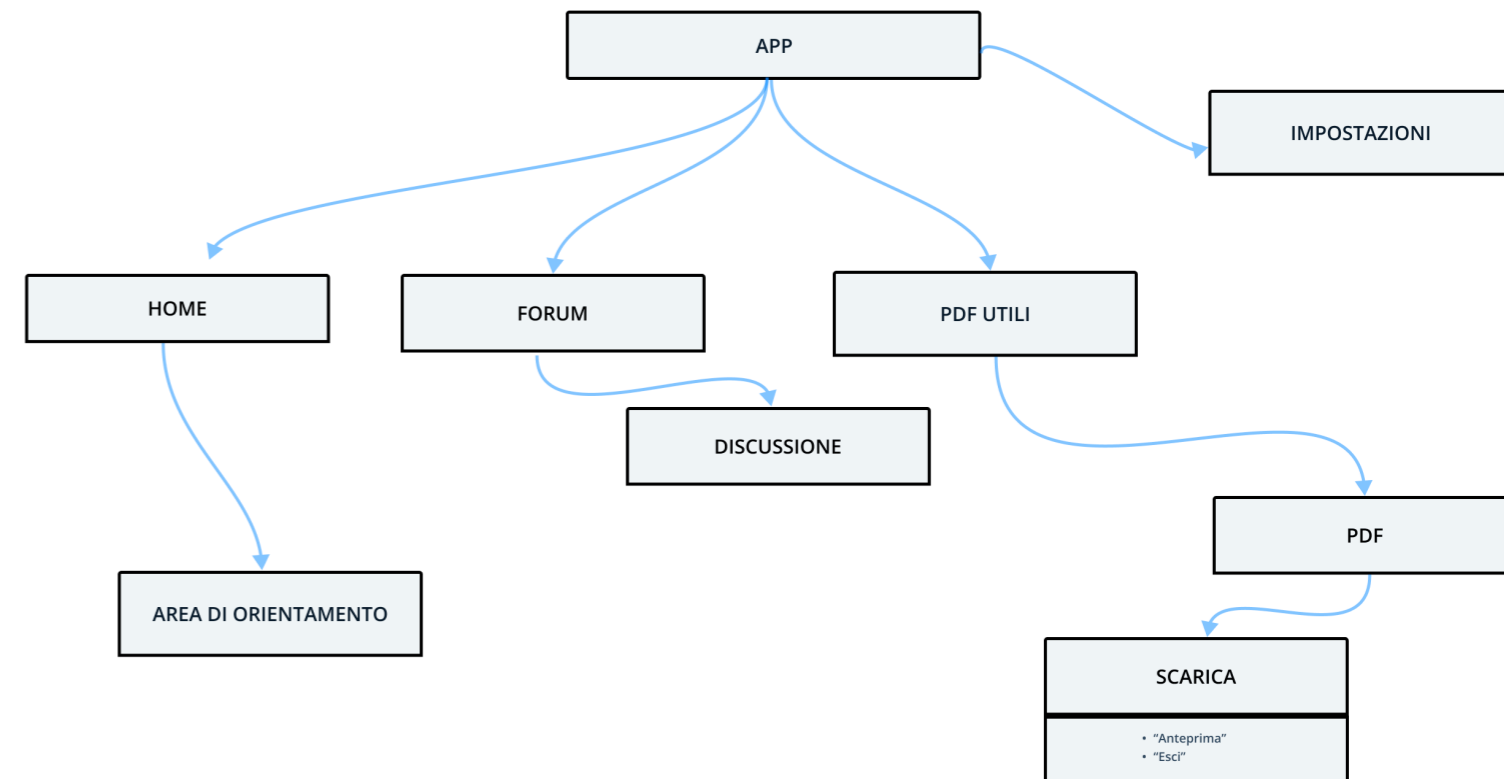 APP
IMPOSTAZIONI
HOME
FORUM
PDF UTILI
DISCUSSIONE
PDF
AREA DI ORIENTAMENTO
SCARICA
• “Anteprima”
• “Esci”